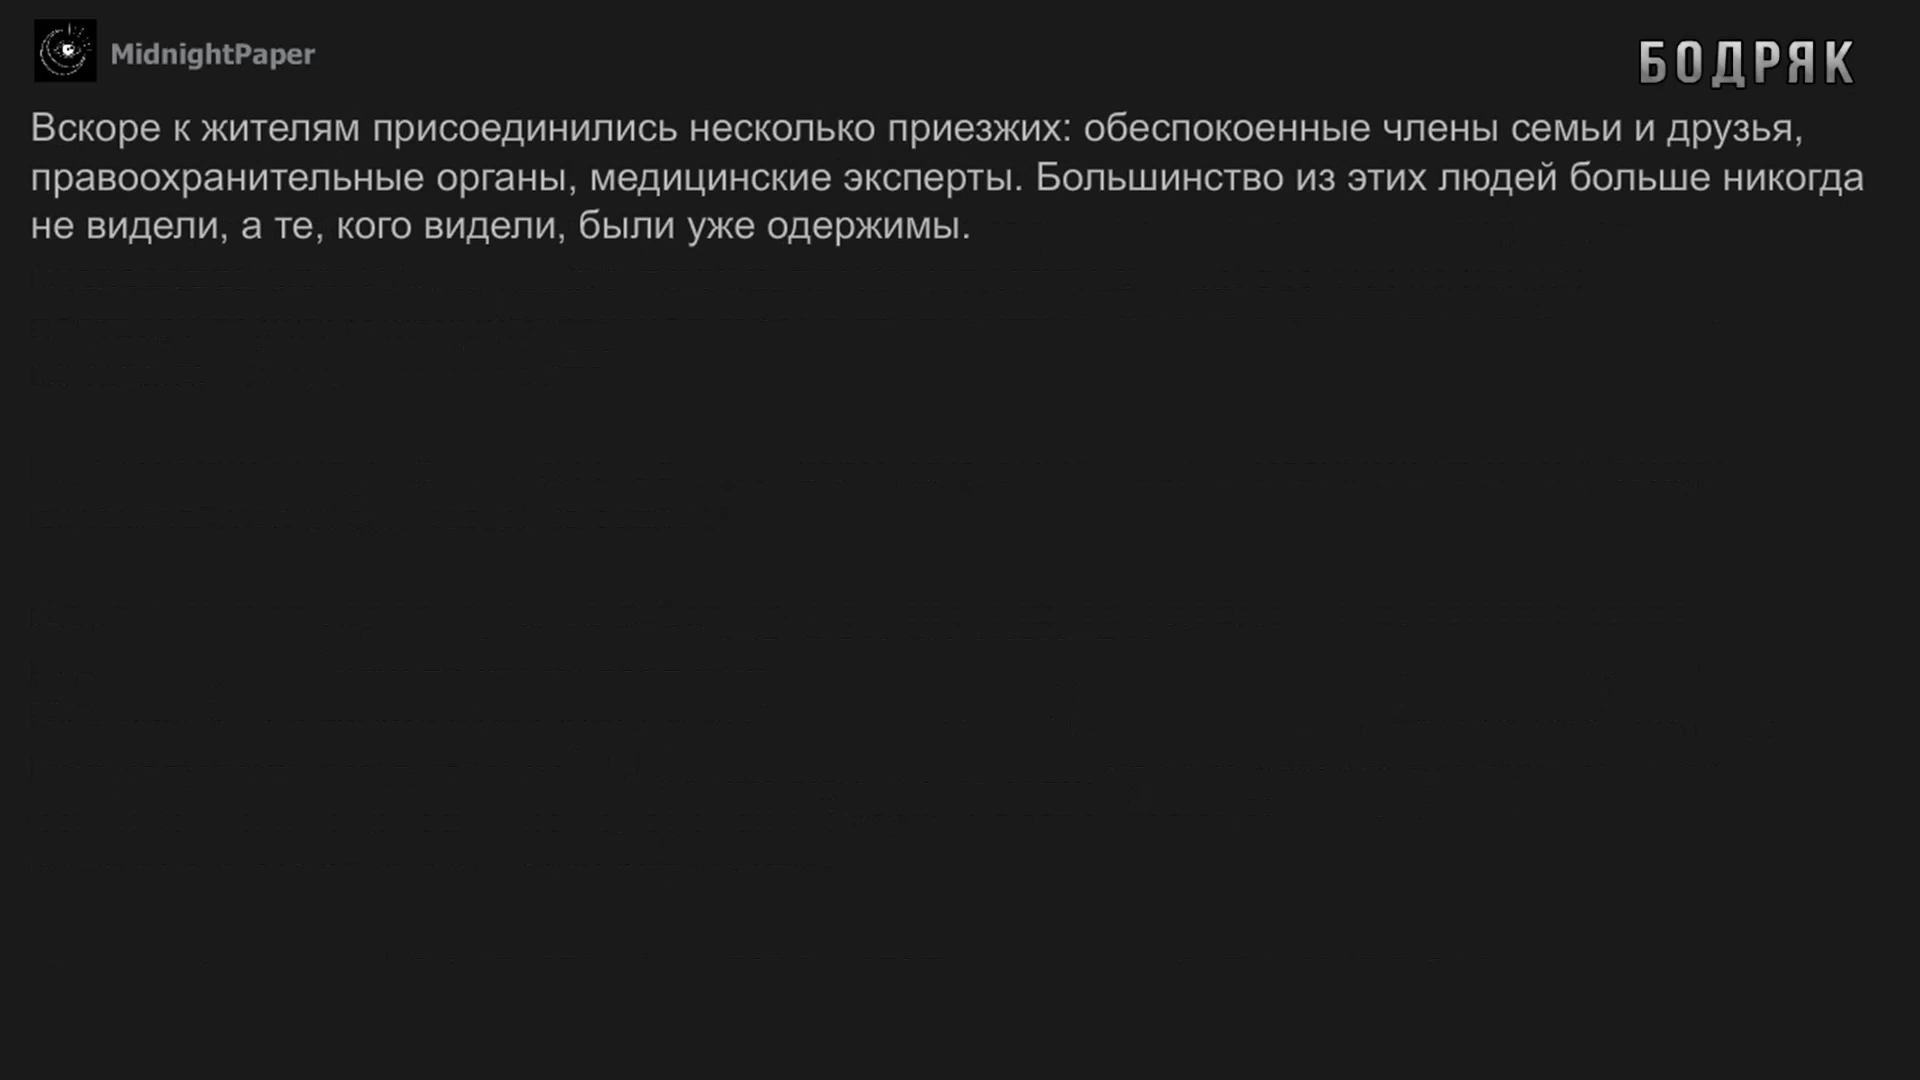 MidnightPaper
БОДРЯК
Вскоре к жителям присоединились несколько приезжих: обеспокоенные члены семьи и друзья,
правоохранительные органы, медицинские эксперты. Большинство из этих людей больше никогда
не видели, а те, кого видели, были уже одержимы.